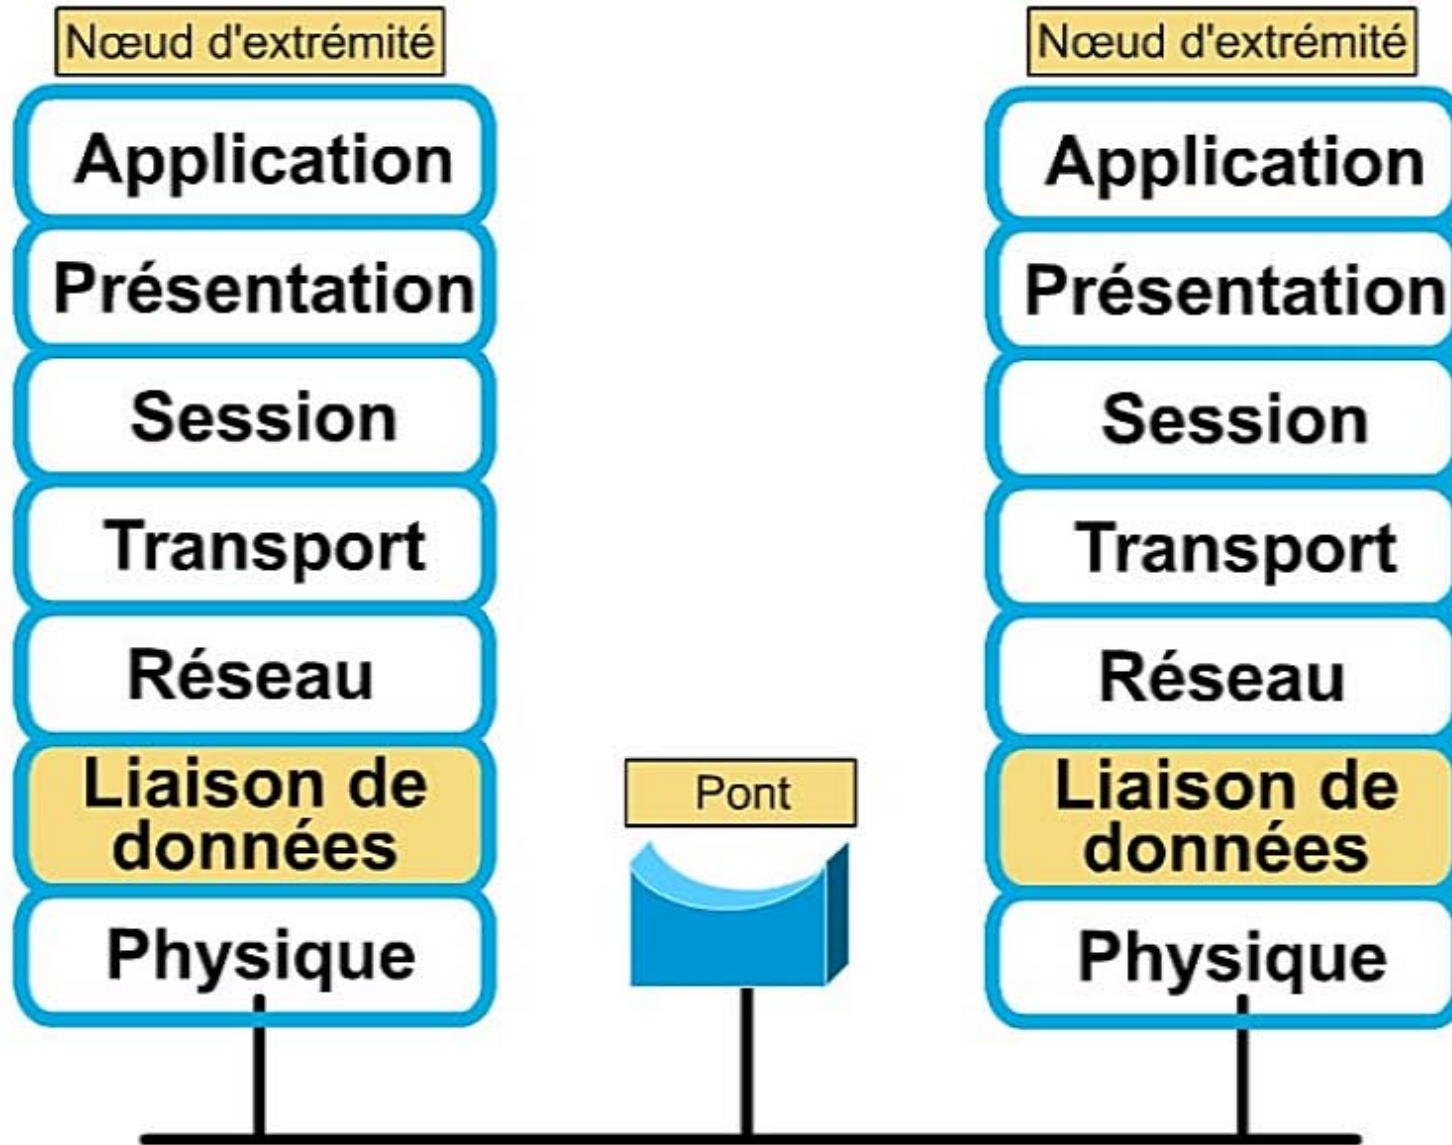 Nœud d'extrémité
Application
Présentation
Session
Transport
Réseau
Liaison de
données
Physique
Pont
Nœud d'extrémité
Application
Présentation
Session
Transport
Réseau
Liaison de
données
Physique